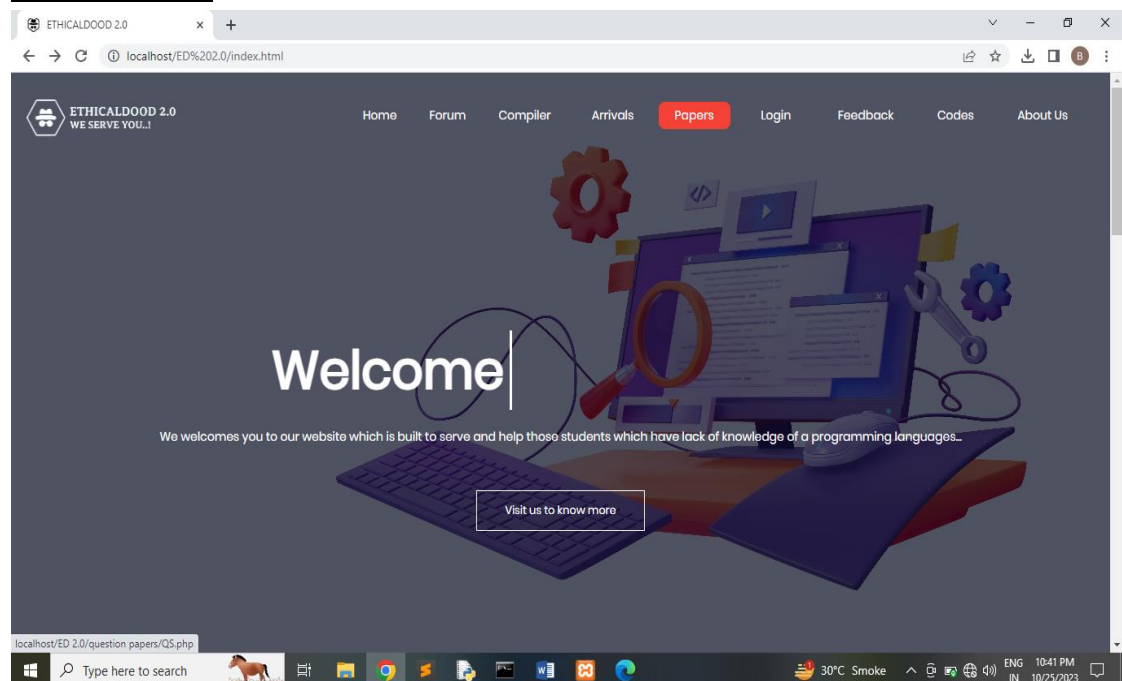 ETHICALDOOD 2.0
localhost/ED%202.0/index.html
B
ETHICALDOOD 2.0
WE SERVE YOU..!
Home Forum Compiler Arrivals Papers Login Feedback Codes About Us
Welcome
We welcomes you to our website which is built to serve and help those students which have lack of knowledge of a programming languages...
Visit us to know more
localhost/ED 2.0/question papers/QS.php
Type here to search
30°C Smoke
ENG 10:41 PM
IN 10/25/2023